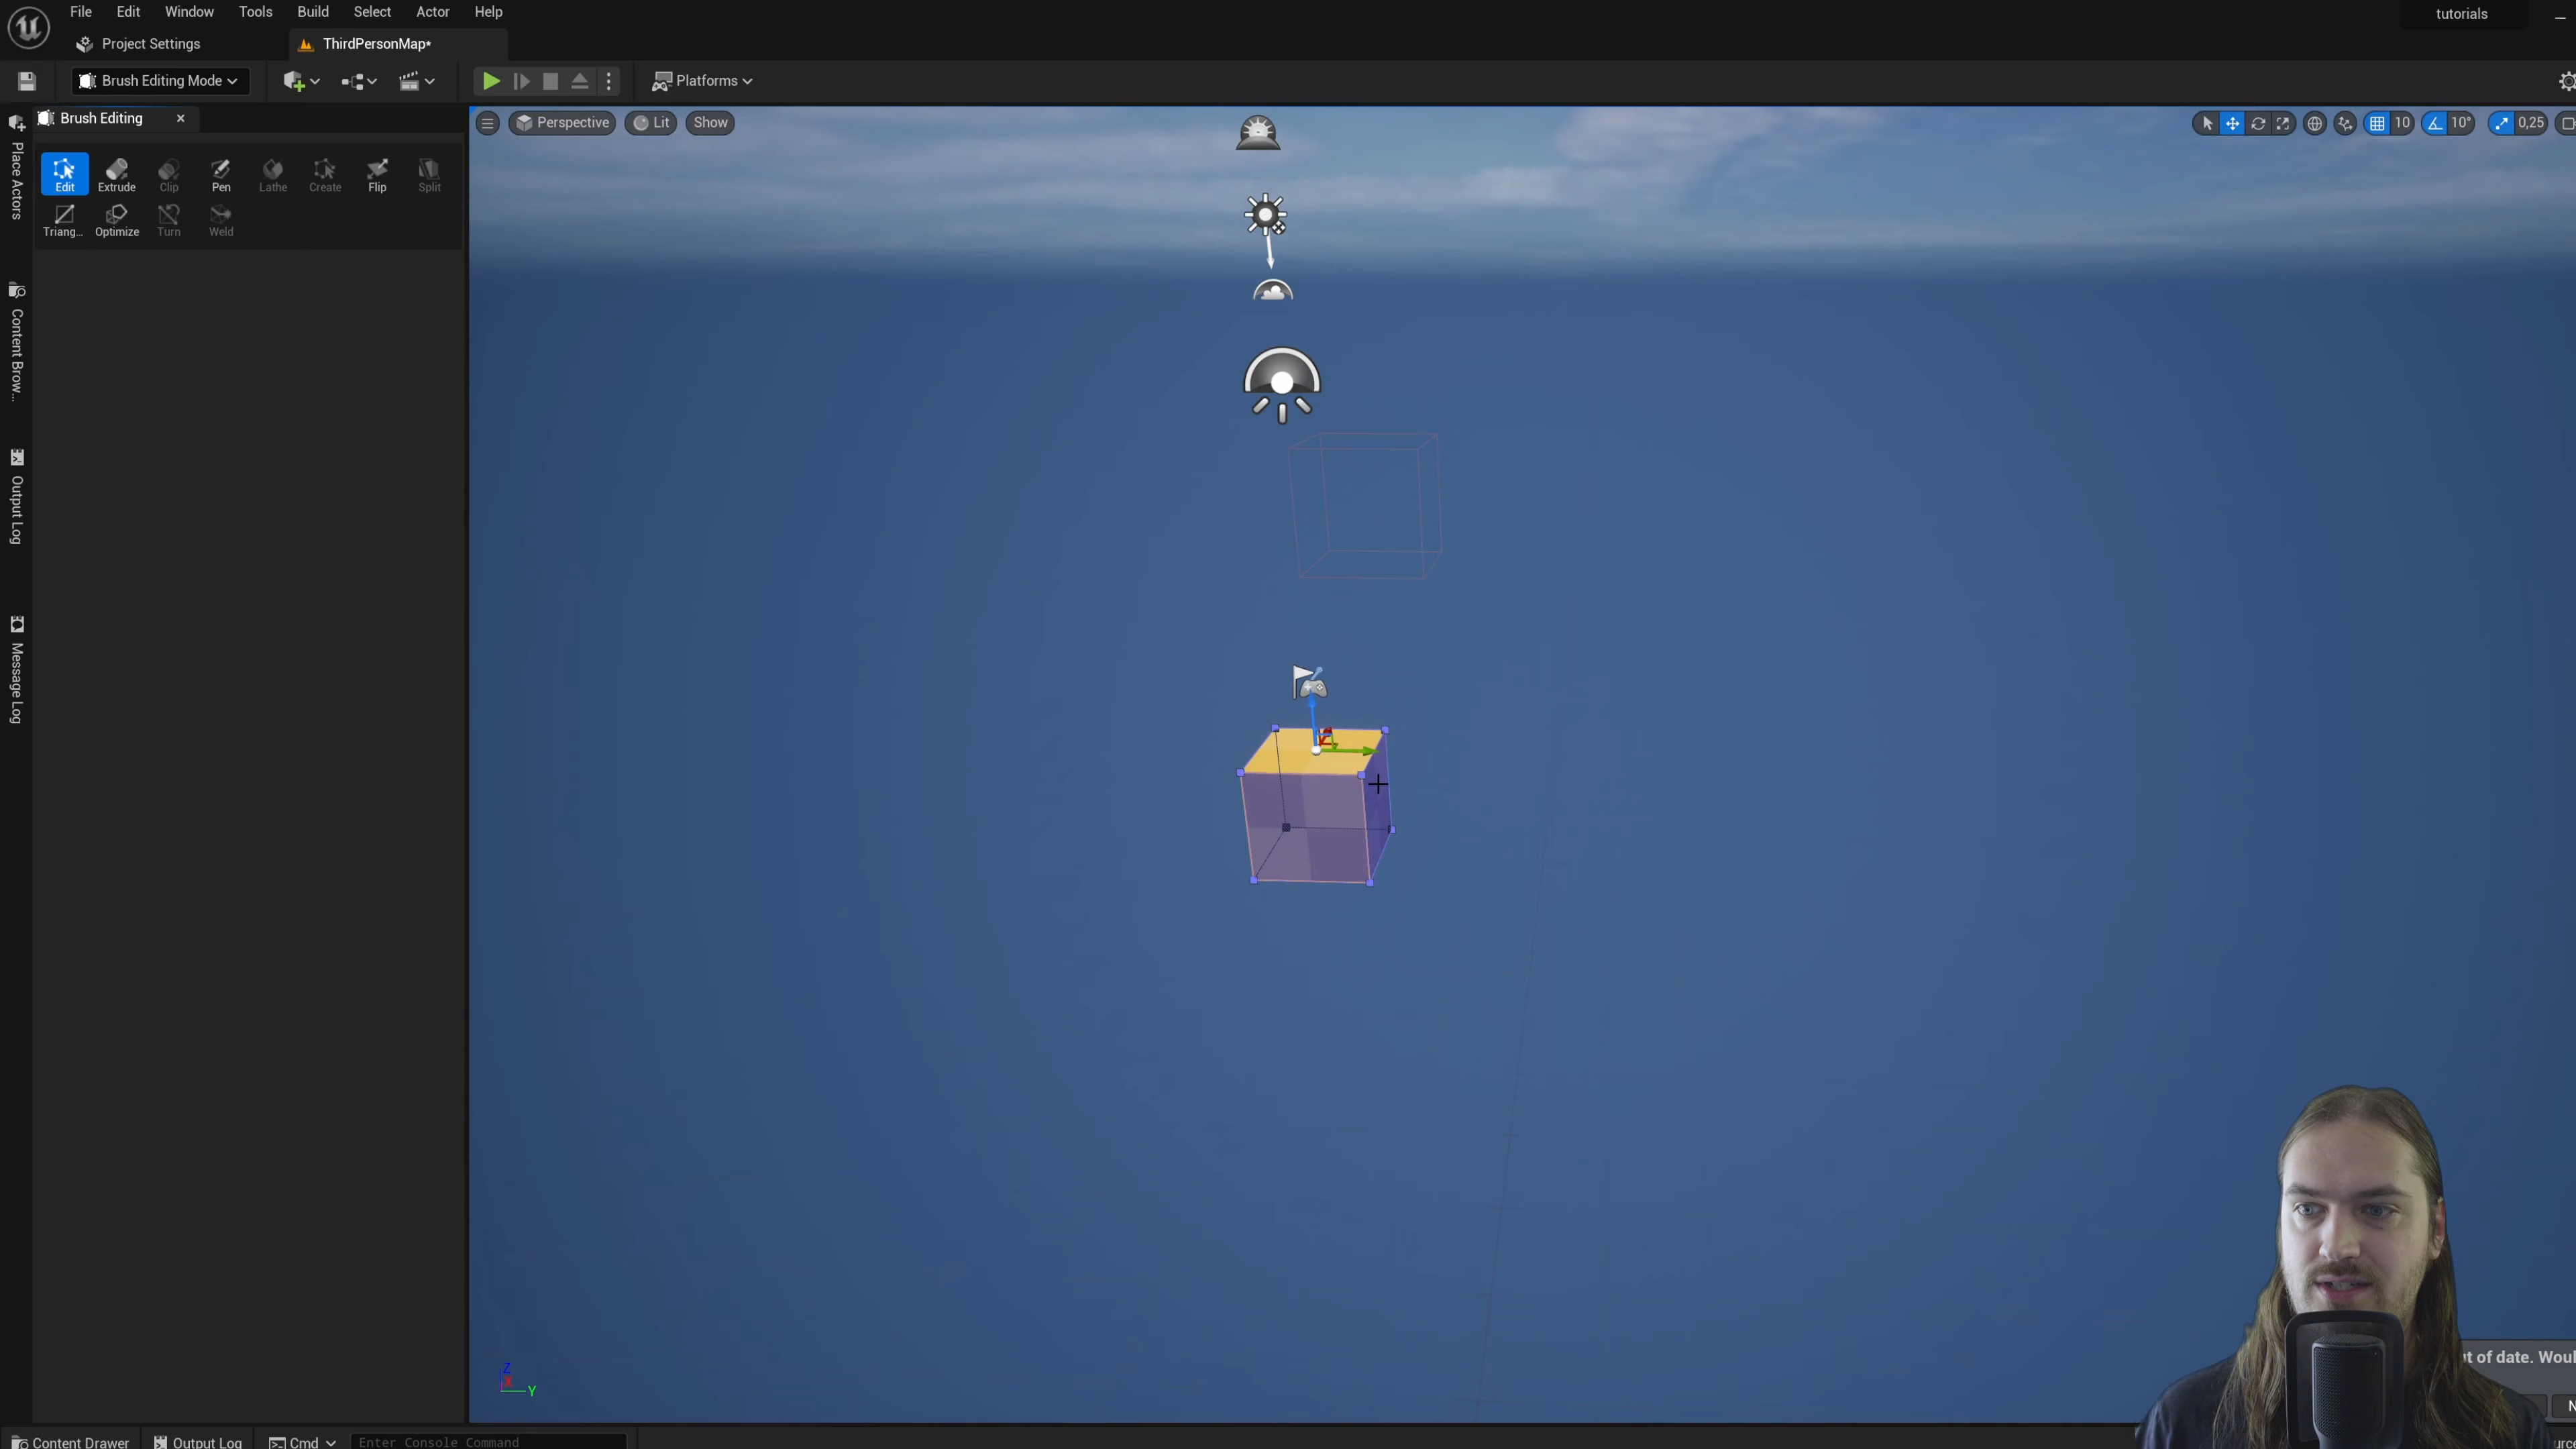 File Edit Window Tools Build Select Actor Help
tutorials
Project Settings
ThirdPersonMap*
Brush Editing Mode
Platforms
Brush Editing
Perspective
Lit
Show
10
10°
0,25
Place Actors
Edit
Extrude
Clip
Pen
Lathe
Create
Flip
Split
Triang...
Optimize
Turn
Weld
Content Brow...
Output Log
Message Log
Z
X
Y
t of date. Woul
N
Content Drawer
Output Log
Cmd
Enter Console Command
urc